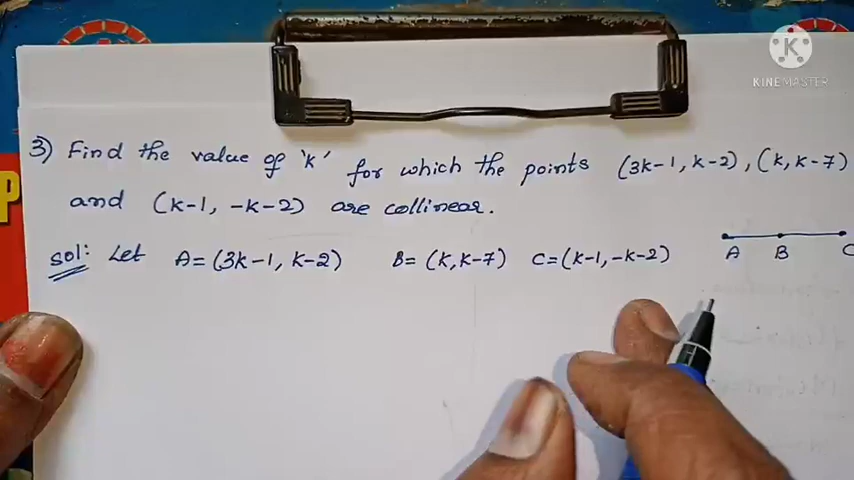 KINEMASTER
3) Find the value of 'k' for which the points (3k-1, k-2), (k, k-7)
and (k-1, -k-2) are collinear.
Sol: Let A=(3k-1, k-2) B=(k, k-7) C=(k-1, -k-2)
A B C